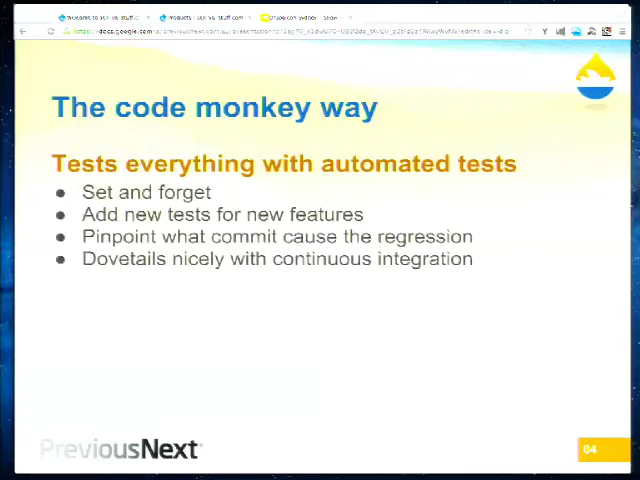 The code monkey way
Tests everything with automated tests
Set and forget
Add new tests for new features
Pinpoint what commit cause the regression
Dovetails nicely with continuous integration
PreviousNext
04